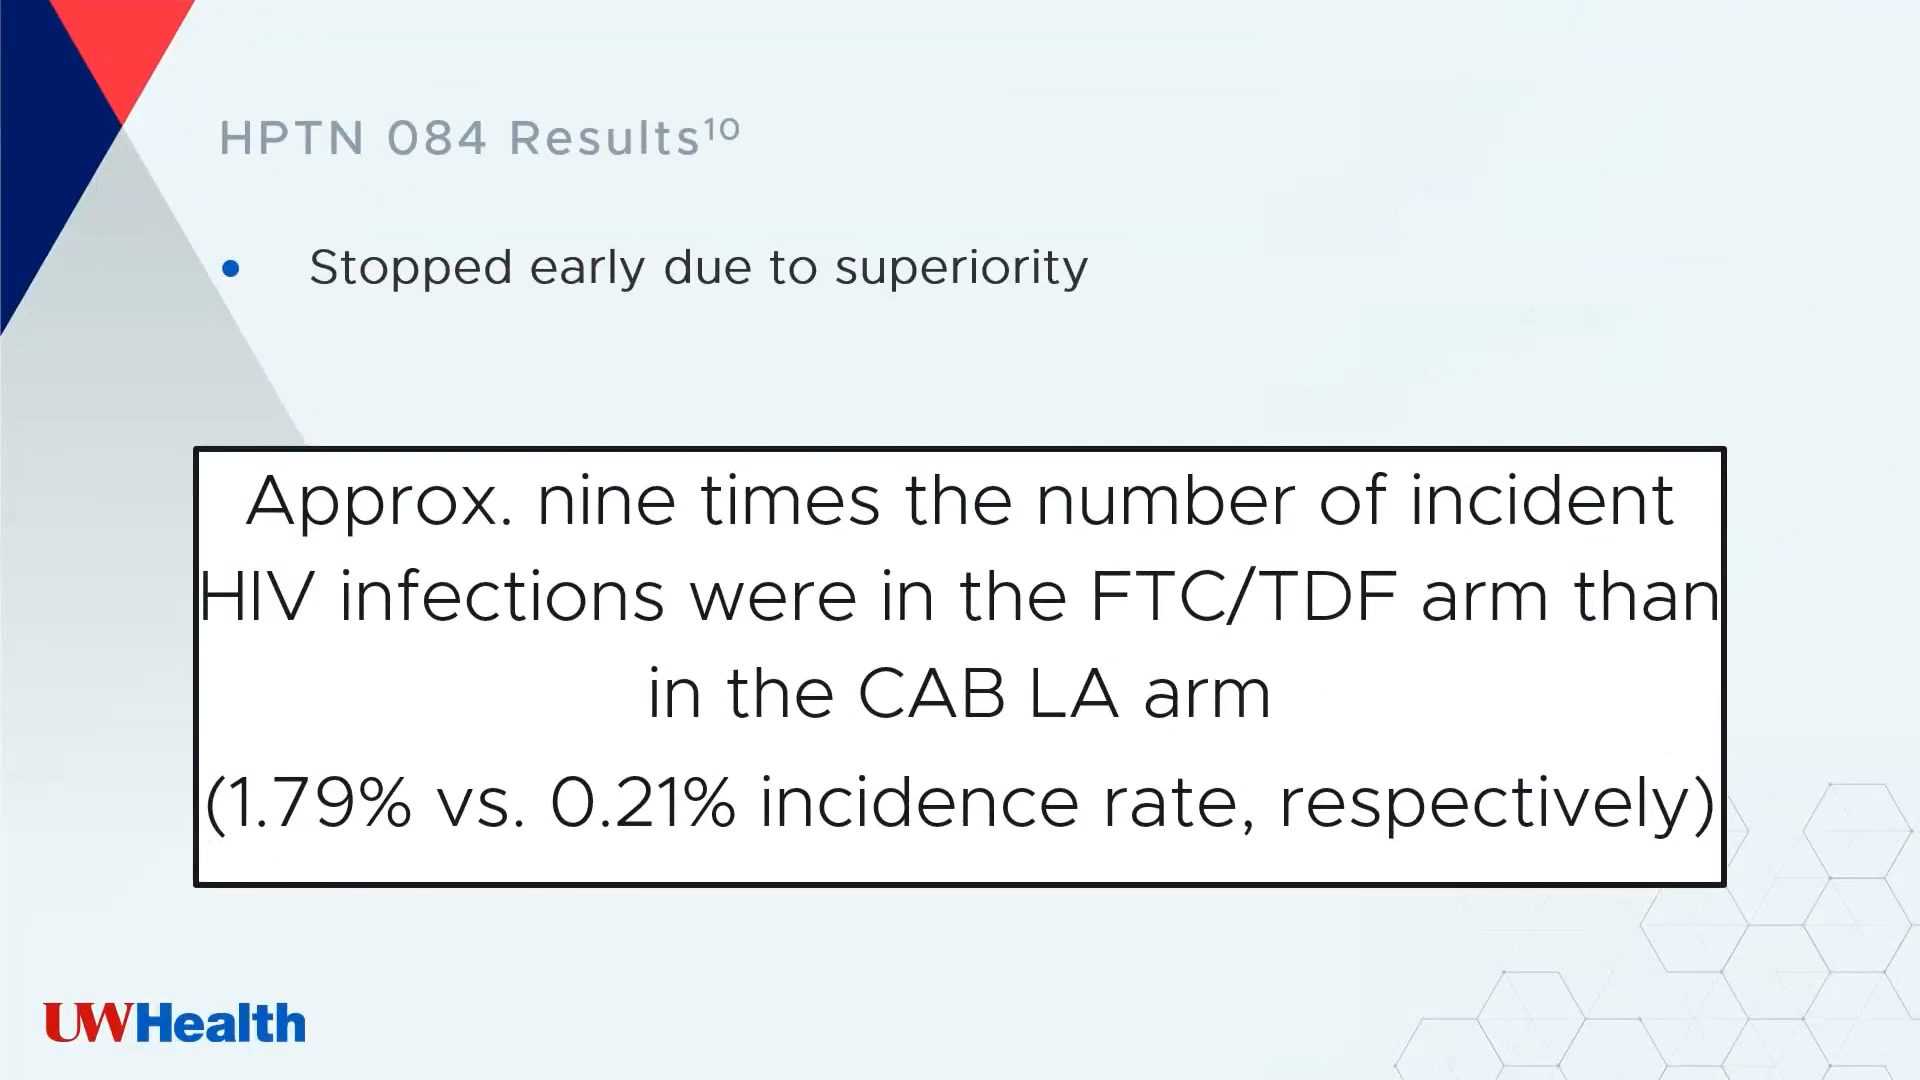 HPTN 084 Results¹⁰
• Stopped early due to superiority
Approx. nine times the number of incident
HIV infections were in the FTC/TDF arm than
in the CAB LA arm
(1.79% vs. 0.21% incidence rate, respectively)
UWHealth